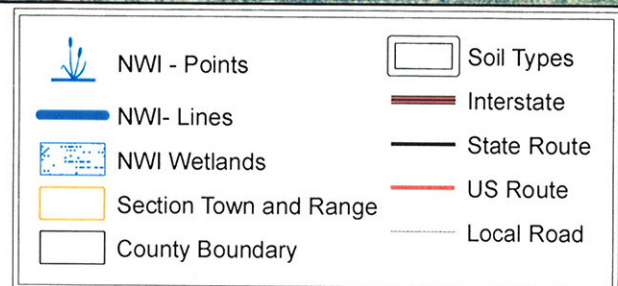 NWI - Points
NWI- Lines
NWI Wetlands
Section Town and Range
County Boundary
Soil Types
Interstate
State Route
US Route
Local Road